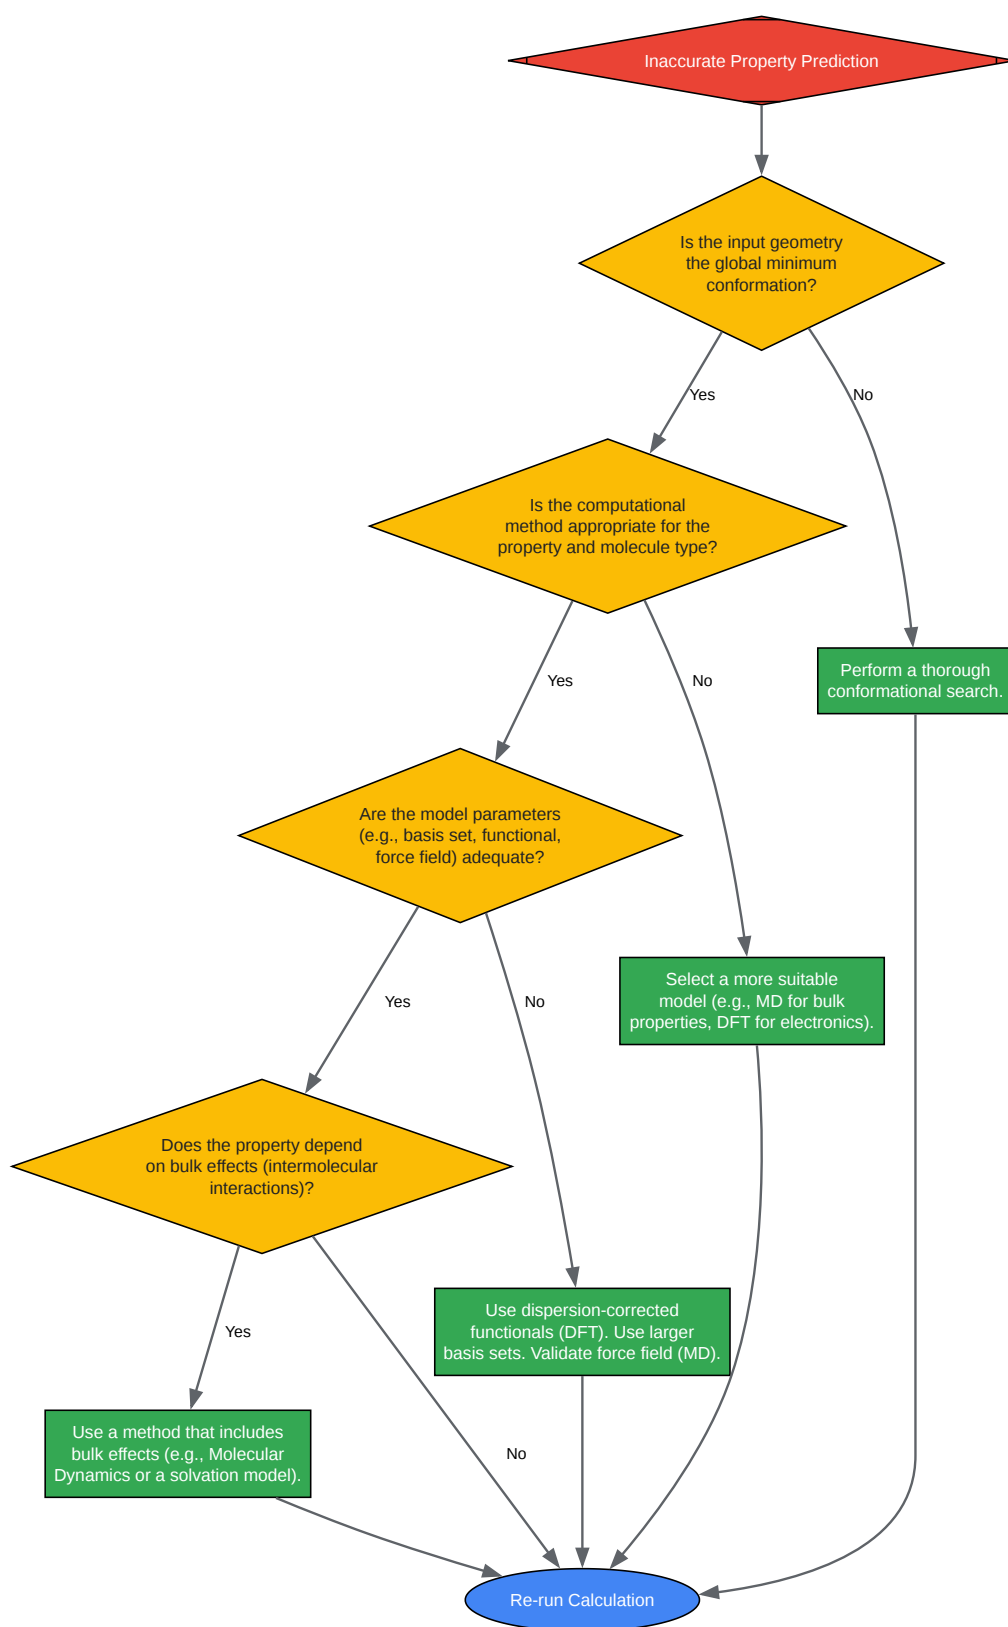 Inaccurate Property Prediction
Is the input geometry
the global minimum
conformation?
Yes
No
Is the computational
method appropriate for the
property and molecule type?
Perform a thorough
conformational search.
Yes
No
Are the model parameters
(e.g., basis set, functional,
force field) adequate?
Select a more suitable
model (e.g., MD for bulk
properties, DFT for electronics).
Yes
No
Does the property depend
on bulk effects (intermolecular
interactions)?
Use dispersion-corrected
functionals (DFT). Use larger
basis sets. Validate force field (MD).
Yes
Use a method that includes
bulk effects (e.g., Molecular
Dynamics or a solvation model).
No
Re-run Calculation